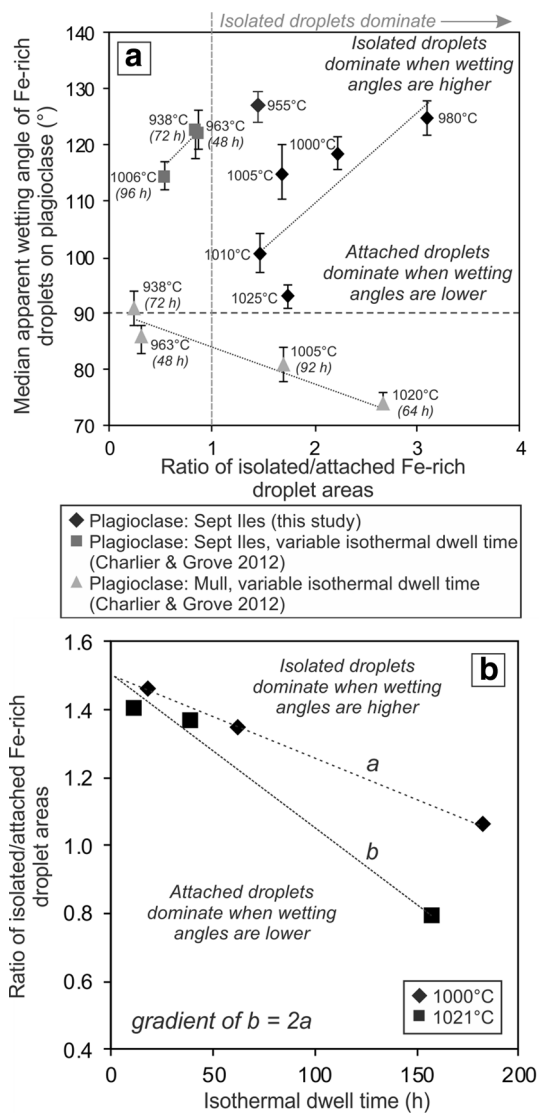 Isolated droplets dominate
a
Isolated droplets
dominate when wetting
angles are higher
140
130
120
110
100
90
80
70
Median apparent wetting angle of Fe-rich
droplets on plagioclase (°)
938°C
(72 h)
963°C
(48 h)
955°C
980°C
1006°C
(96 h)
1000°C
1005°C
1010°C
1025°C
Attached droplets
dominate when wetting
angles are lower
938°C
(72 h)
963°C
(48 h)
1005°C
(92 h)
1020°C
(64 h)
0
1
2
3
4
Ratio of isolated/attached Fe-rich
droplet areas
Plagioclase: Sept Iles (this study)
Plagioclase: Sept Iles, variable isothermal dwell time
(Charlier & Grove 2012)
Plagioclase: Mull, variable isothermal dwell time
(Charlier & Grove 2012)
b
Isolated droplets
dominate when wetting
angles are higher
1.6
1.4
1.2
1.0
0.8
0.6
0.4
Ratio of isolated/attached Fe-rich
droplet areas
a
b
Attached droplets
dominate when wetting
angles are lower
gradient of b = 2a
1000°C
1021°C
0
50
100
150
200
Isothermal dwell time (h)